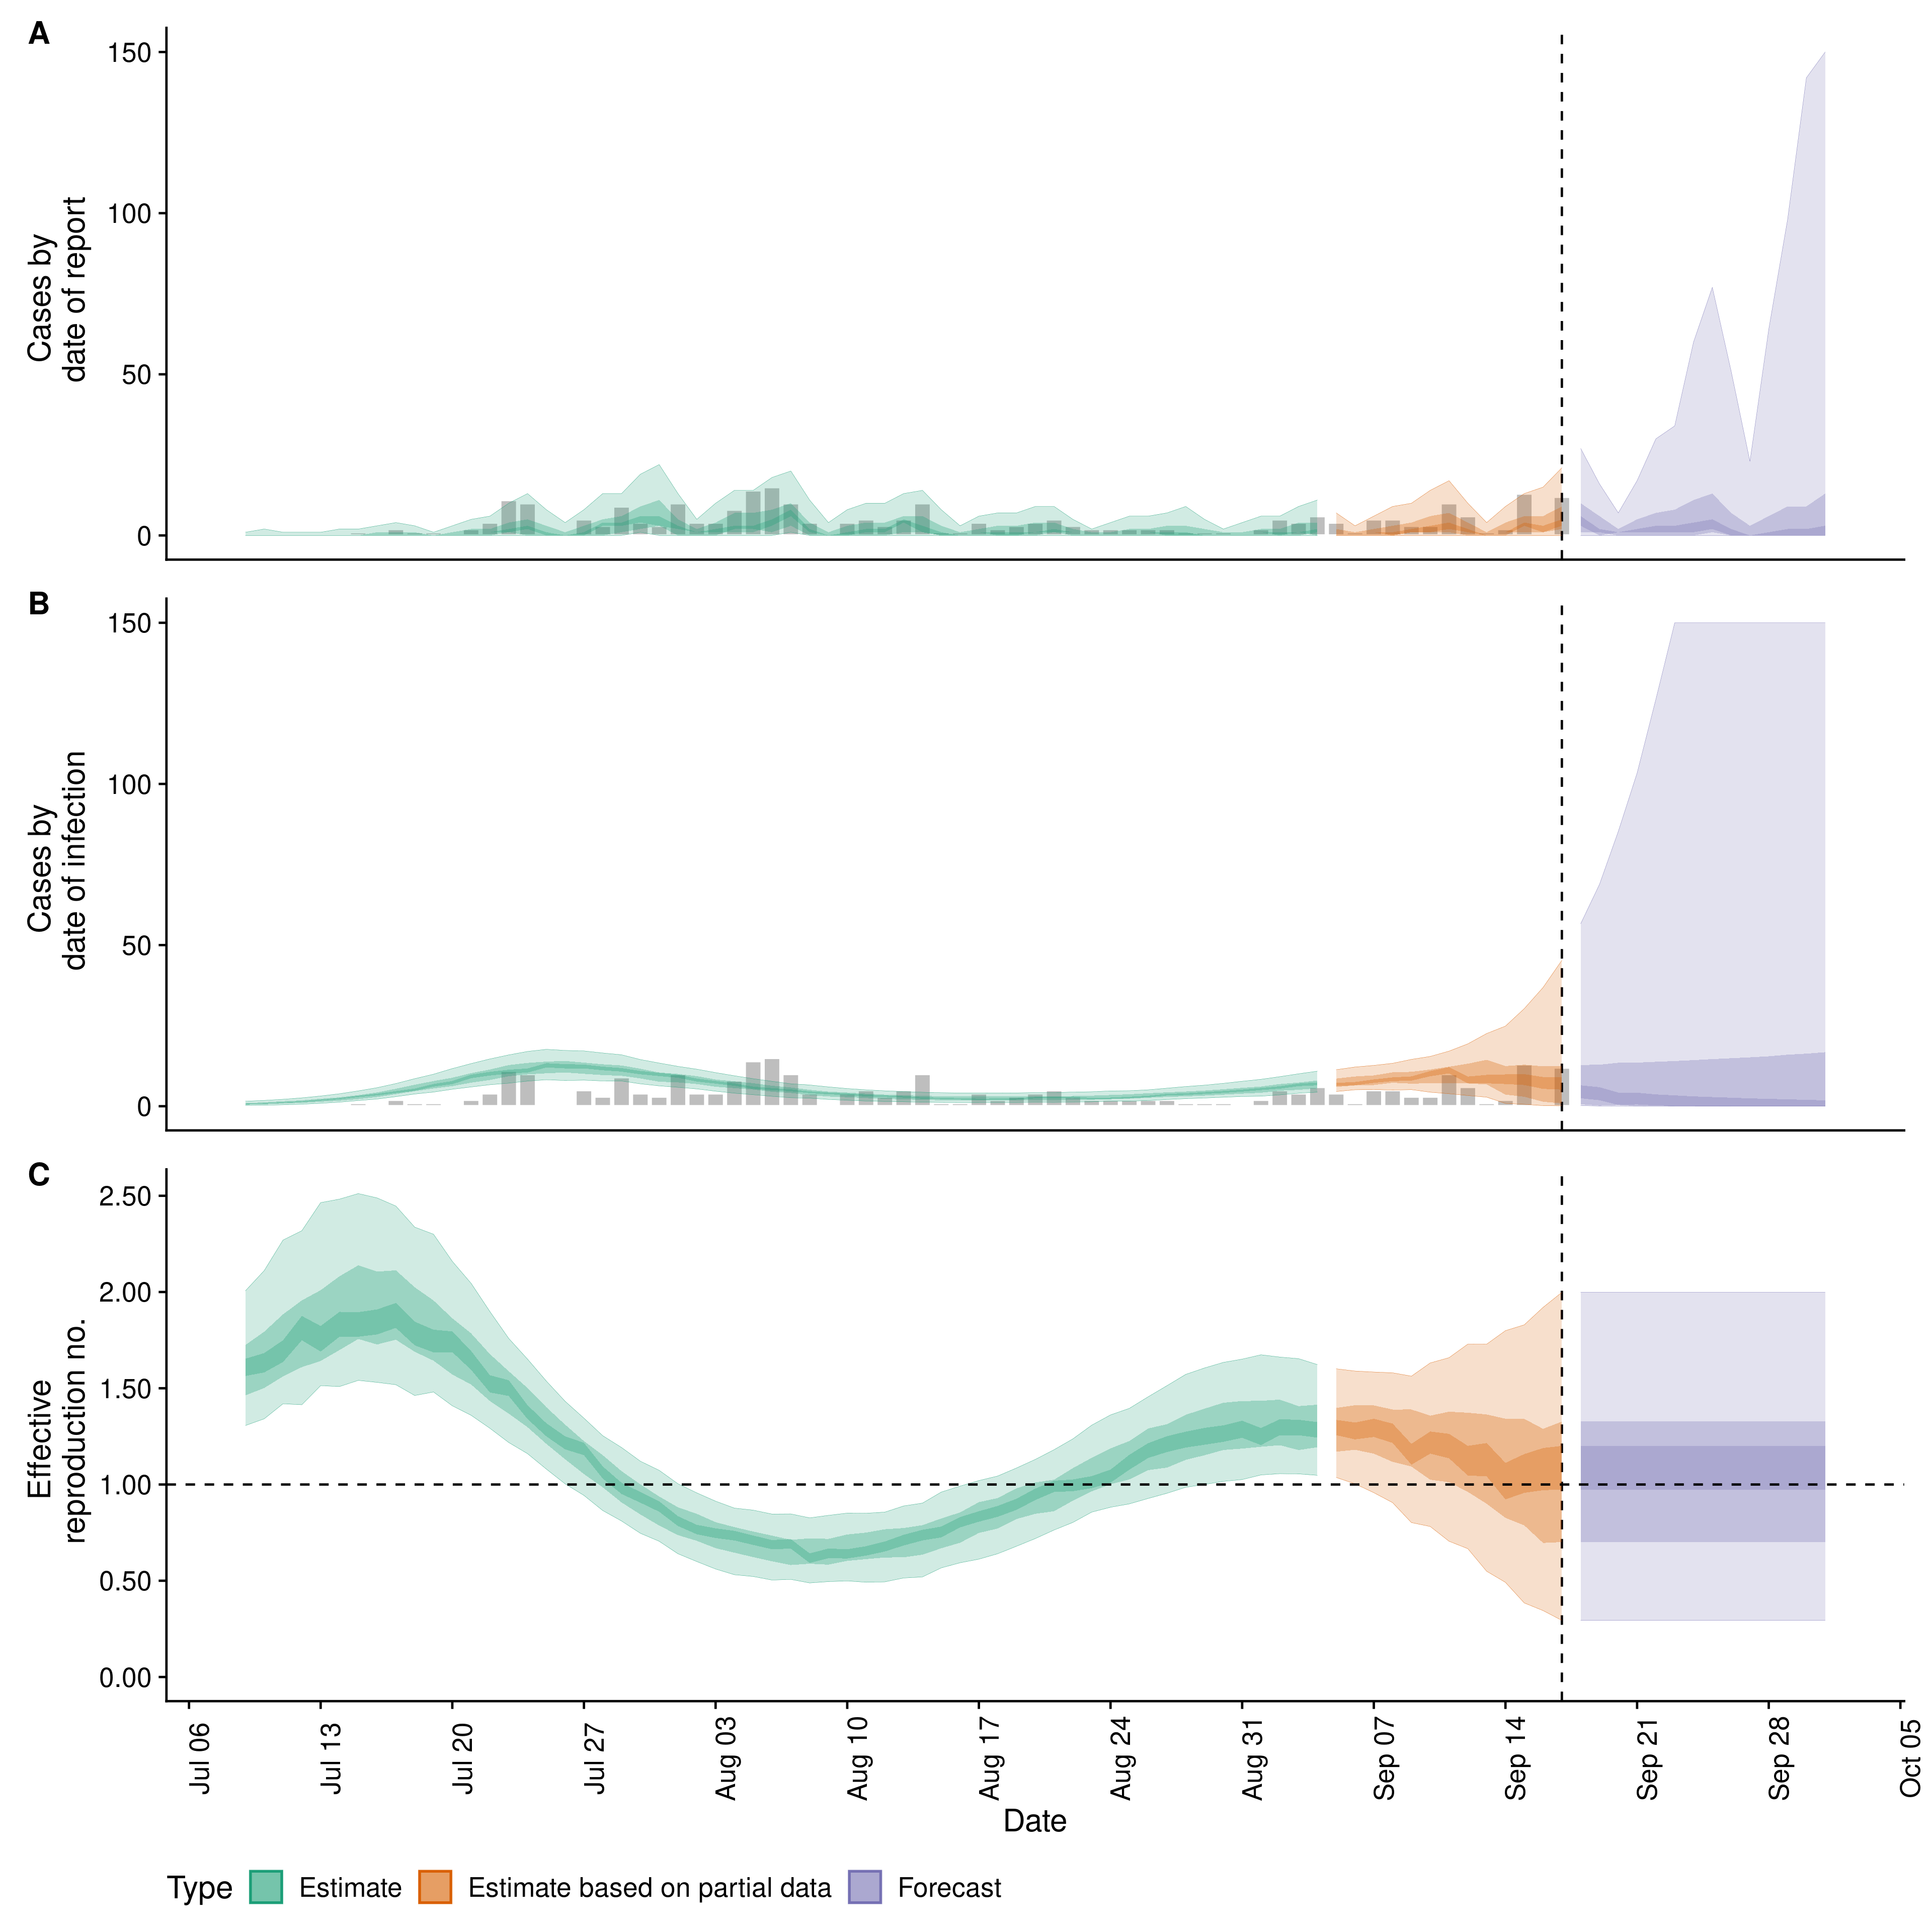 A
150
100
50
0
Cases by
date of report
B
150
100
50
0
Cases by
date of infection
C
2.50
2.00
1.50
1.00
0.50
0.00
Effective
reproduction no.
Jul 06
Jul 13
Jul 20
Jul 27
Aug 03
Aug 10
Aug 17
Aug 24
Aug 31
Sep 07
Sep 14
Sep 21
Sep 28
Oct 05
Date
Type Estimate Estimate based on partial data Forecast